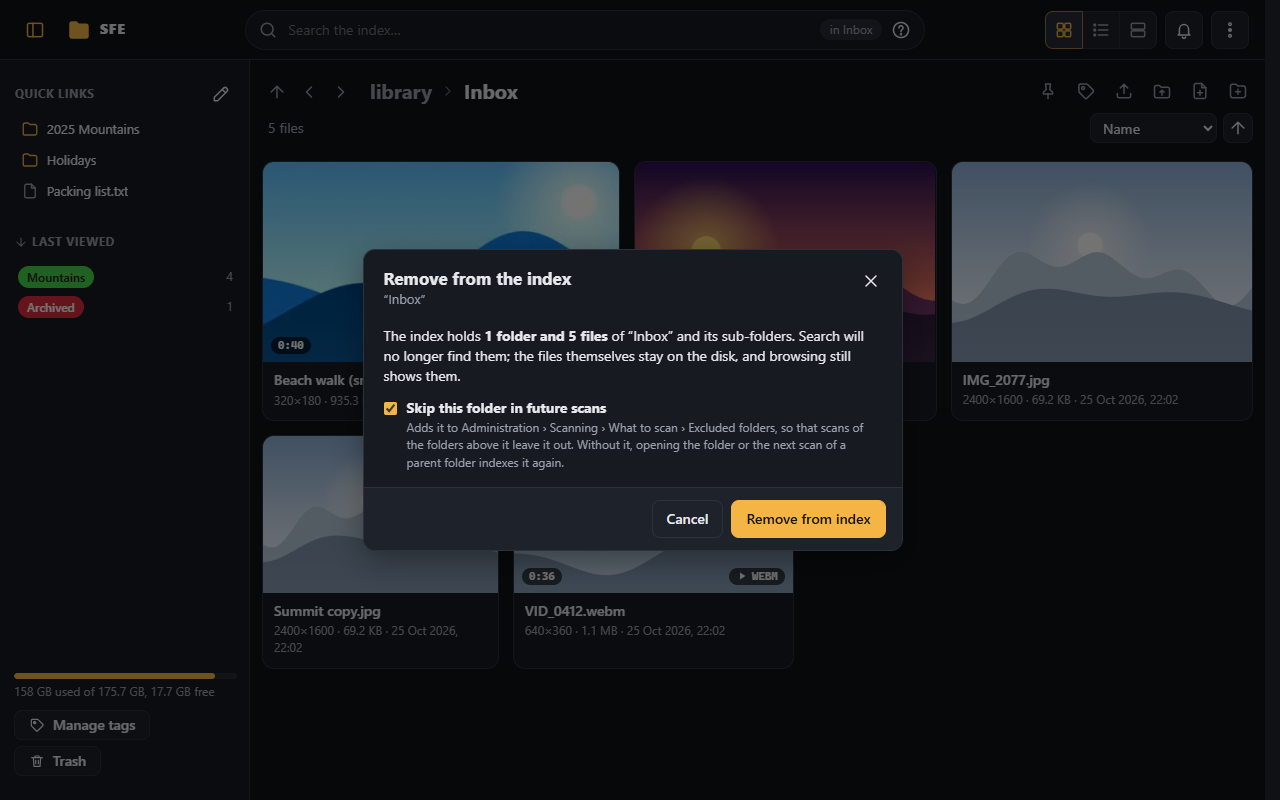 SFE
Search the index...
in Inbox
QUICK LINKS
2025 Mountains
Holidays
Packing list.txt
LAST VIEWED
Mountains 4
Archived 1
library › Inbox
5 files
Name
0:40
320×180 · 935.3
IMG_2077.jpg
2400×1600 · 69.2 KB · 25 Oct 2026, 22:02
Remove from the index
“Inbox”
The index holds 1 folder and 5 files of “Inbox” and its sub-folders. Search will
no longer find them; the files themselves stay on the disk, and browsing still
shows them.
Skip this folder in future scans
Adds it to Administration › Scanning › What to scan › Excluded folders, so that scans of
the folders above it leave it out. Without it, opening the folder or the next scan of a
parent folder indexes it again.
Cancel
Remove from index
Summit copy.jpg
2400×1600 · 69.2 KB · 25 Oct 2026,
22:02
0:36
WEBM
VID_0412.webm
640×360 · 1.1 MB · 25 Oct 2026, 22:02
158 GB used of 175.7 GB, 17.7 GB free
Manage tags
Trash
Beach walk